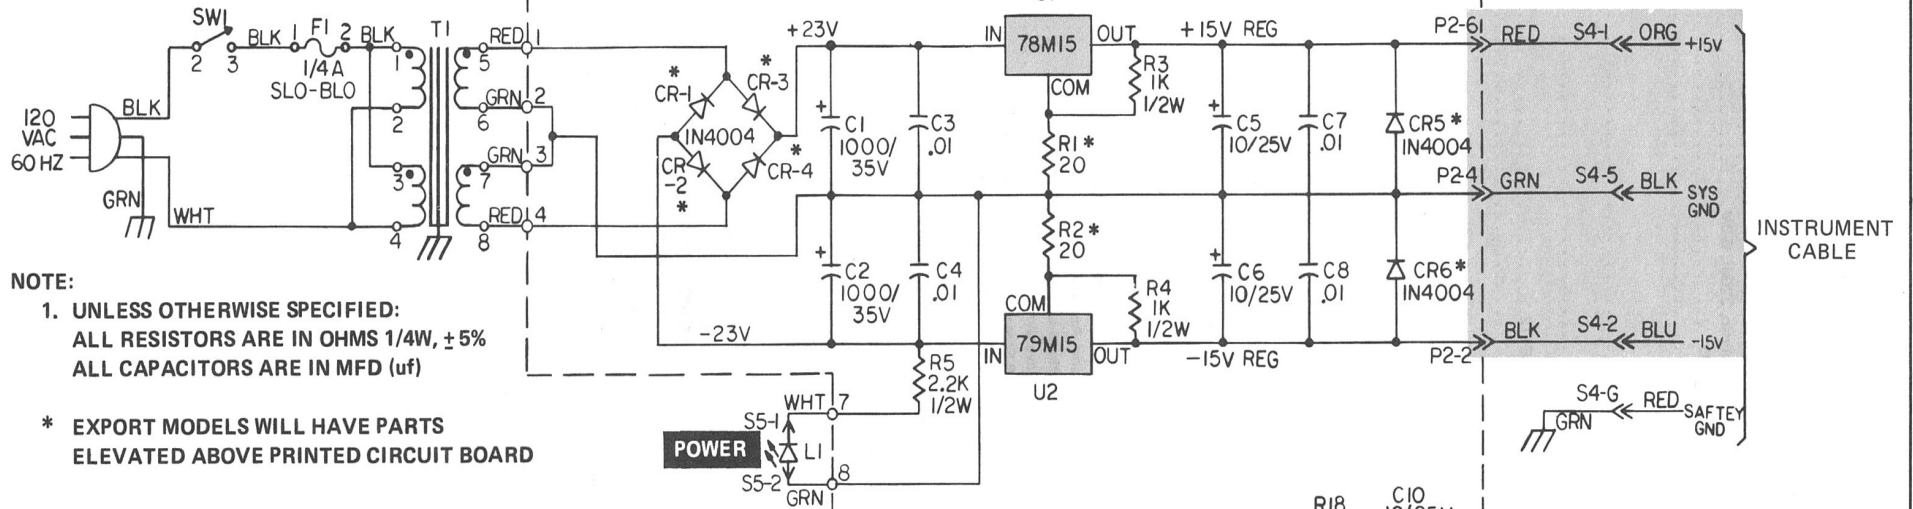 SW1
2
3
BLK
1
F1
2
BLK
1/4A
SLO-BLO
120
VAC
60 HZ
BLK
GRN
WHT
T1
1
2
3
4
5
6
7
8
RED
1
GRN
2
GRN
3
RED
4
*
CR-1
*
CR-3
1N4004
*
CR-4
CR
-2
*
+23V
-23V
+
C1
1000/
35V
C3
.01
+
C2
1000/
35V
C4
.01
IN
78M15
OUT
COM
R3
1K
1/2W
R1*
20
R2*
20
COM
IN
79M15
OUT
U2
R4
1K
1/2W
+15V REG
+
C5
10/25V
C7
.01
CR5*
1N4004
+
C6
10/25V
C8
.01
CR6*
1N4004
-15V REG
P2-6
RED
S4-1
ORG
+15V
P2-4
GRN
S4-5
BLK
SYS
GND
P2-2
BLK
S4-2
BLU
-15V
S4-G
RED
GRN
SAFTEY
GND
INSTRUMENT
CABLE
R5
2.2K
1/2W
WHT
7
S5-1
POWER
L1
S5-2
GRN
8
NOTE:
1. UNLESS OTHERWISE SPECIFIED:
ALL RESISTORS ARE IN OHMS 1/4W, ±5%
ALL CAPACITORS ARE IN MFD (uf)
* EXPORT MODELS WILL HAVE PARTS
ELEVATED ABOVE PRINTED CIRCUIT BOARD
R18
C10